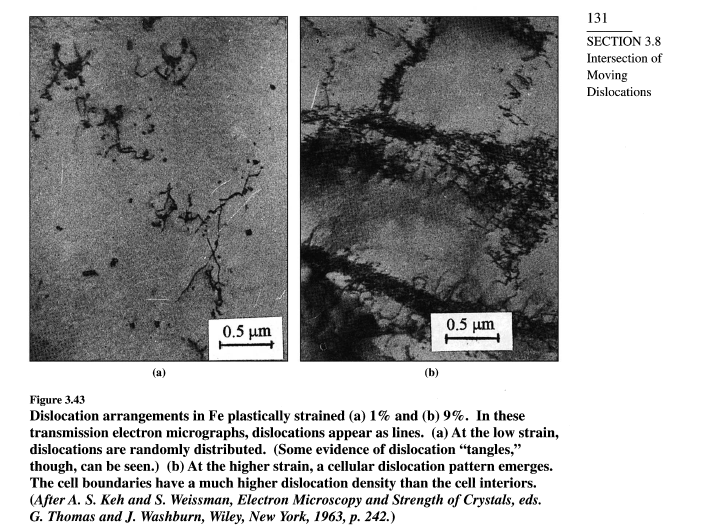 131
SECTION 3.8
Intersection of
Moving
Dislocations
0.5 μm
0.5 μm
(a)
(b)
Figure 3.43
Dislocation arrangements in Fe plastically strained (a) 1% and (b) 9%. In these
transmission electron micrographs, dislocations appear as lines. (a) At the low strain,
dislocations are randomly distributed. (Some evidence of dislocation “tangles,”
though, can be seen.) (b) At the higher strain, a cellular dislocation pattern emerges.
The cell boundaries have a much higher dislocation density than the cell interiors.
(After A. S. Keh and S. Weissman, Electron Microscopy and Strength of Crystals, eds.
G. Thomas and J. Washburn, Wiley, New York, 1963, p. 242.)